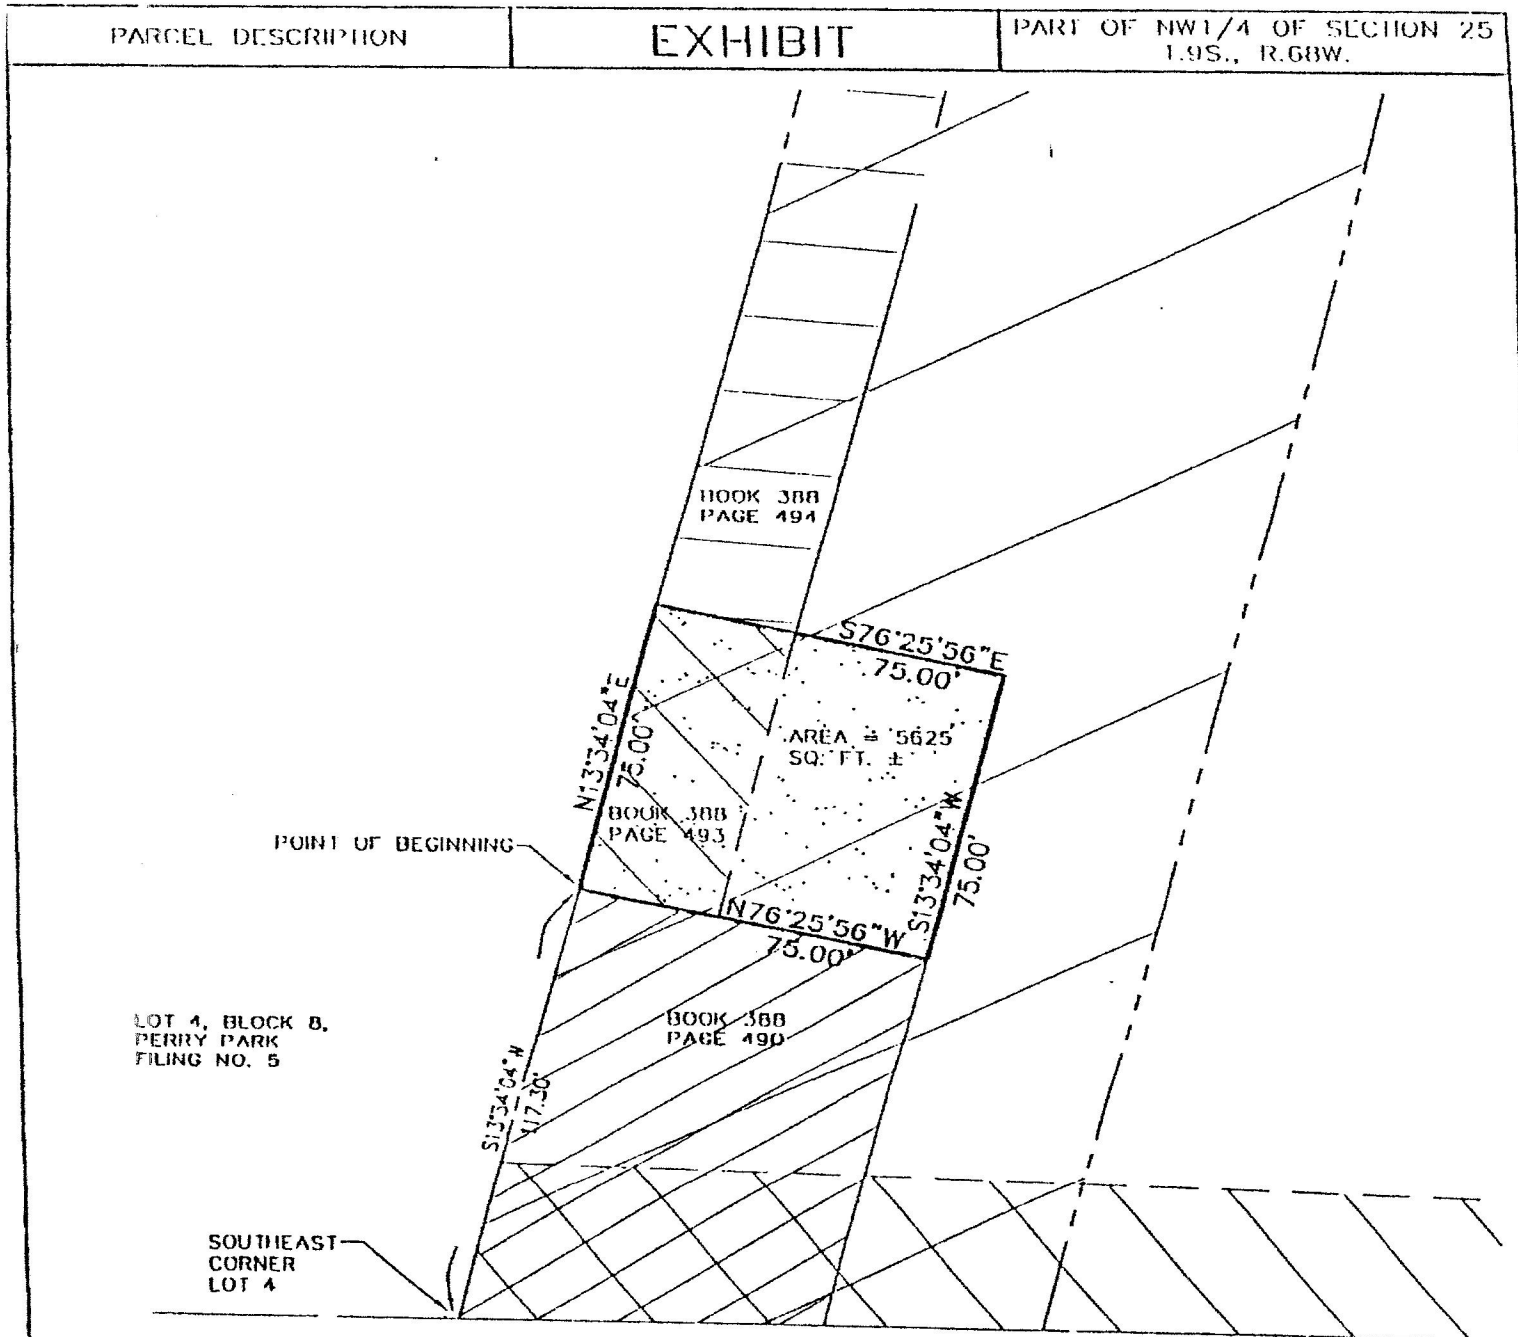 PARCEL DESCRIPTION
EXHIBIT
PART OF NW1/4 OF SECTION 25
T.9S., R.68W.
BOOK 388
PAGE 494
S76°25'56"E
75.00'
N13°34'04"E
75.00'
AREA = 5625
SQ. FT. ±
BOOK 388
PAGE 493
S13°34'04"W
75.00'
POINT OF BEGINNING
N76°25'56"W
75.00'
LOT 4, BLOCK 8,
PERRY PARK
FILING NO. 5
BOOK 388
PAGE 490
S13°34'04"W
117.30'
SOUTHEAST
CORNER
LOT 4